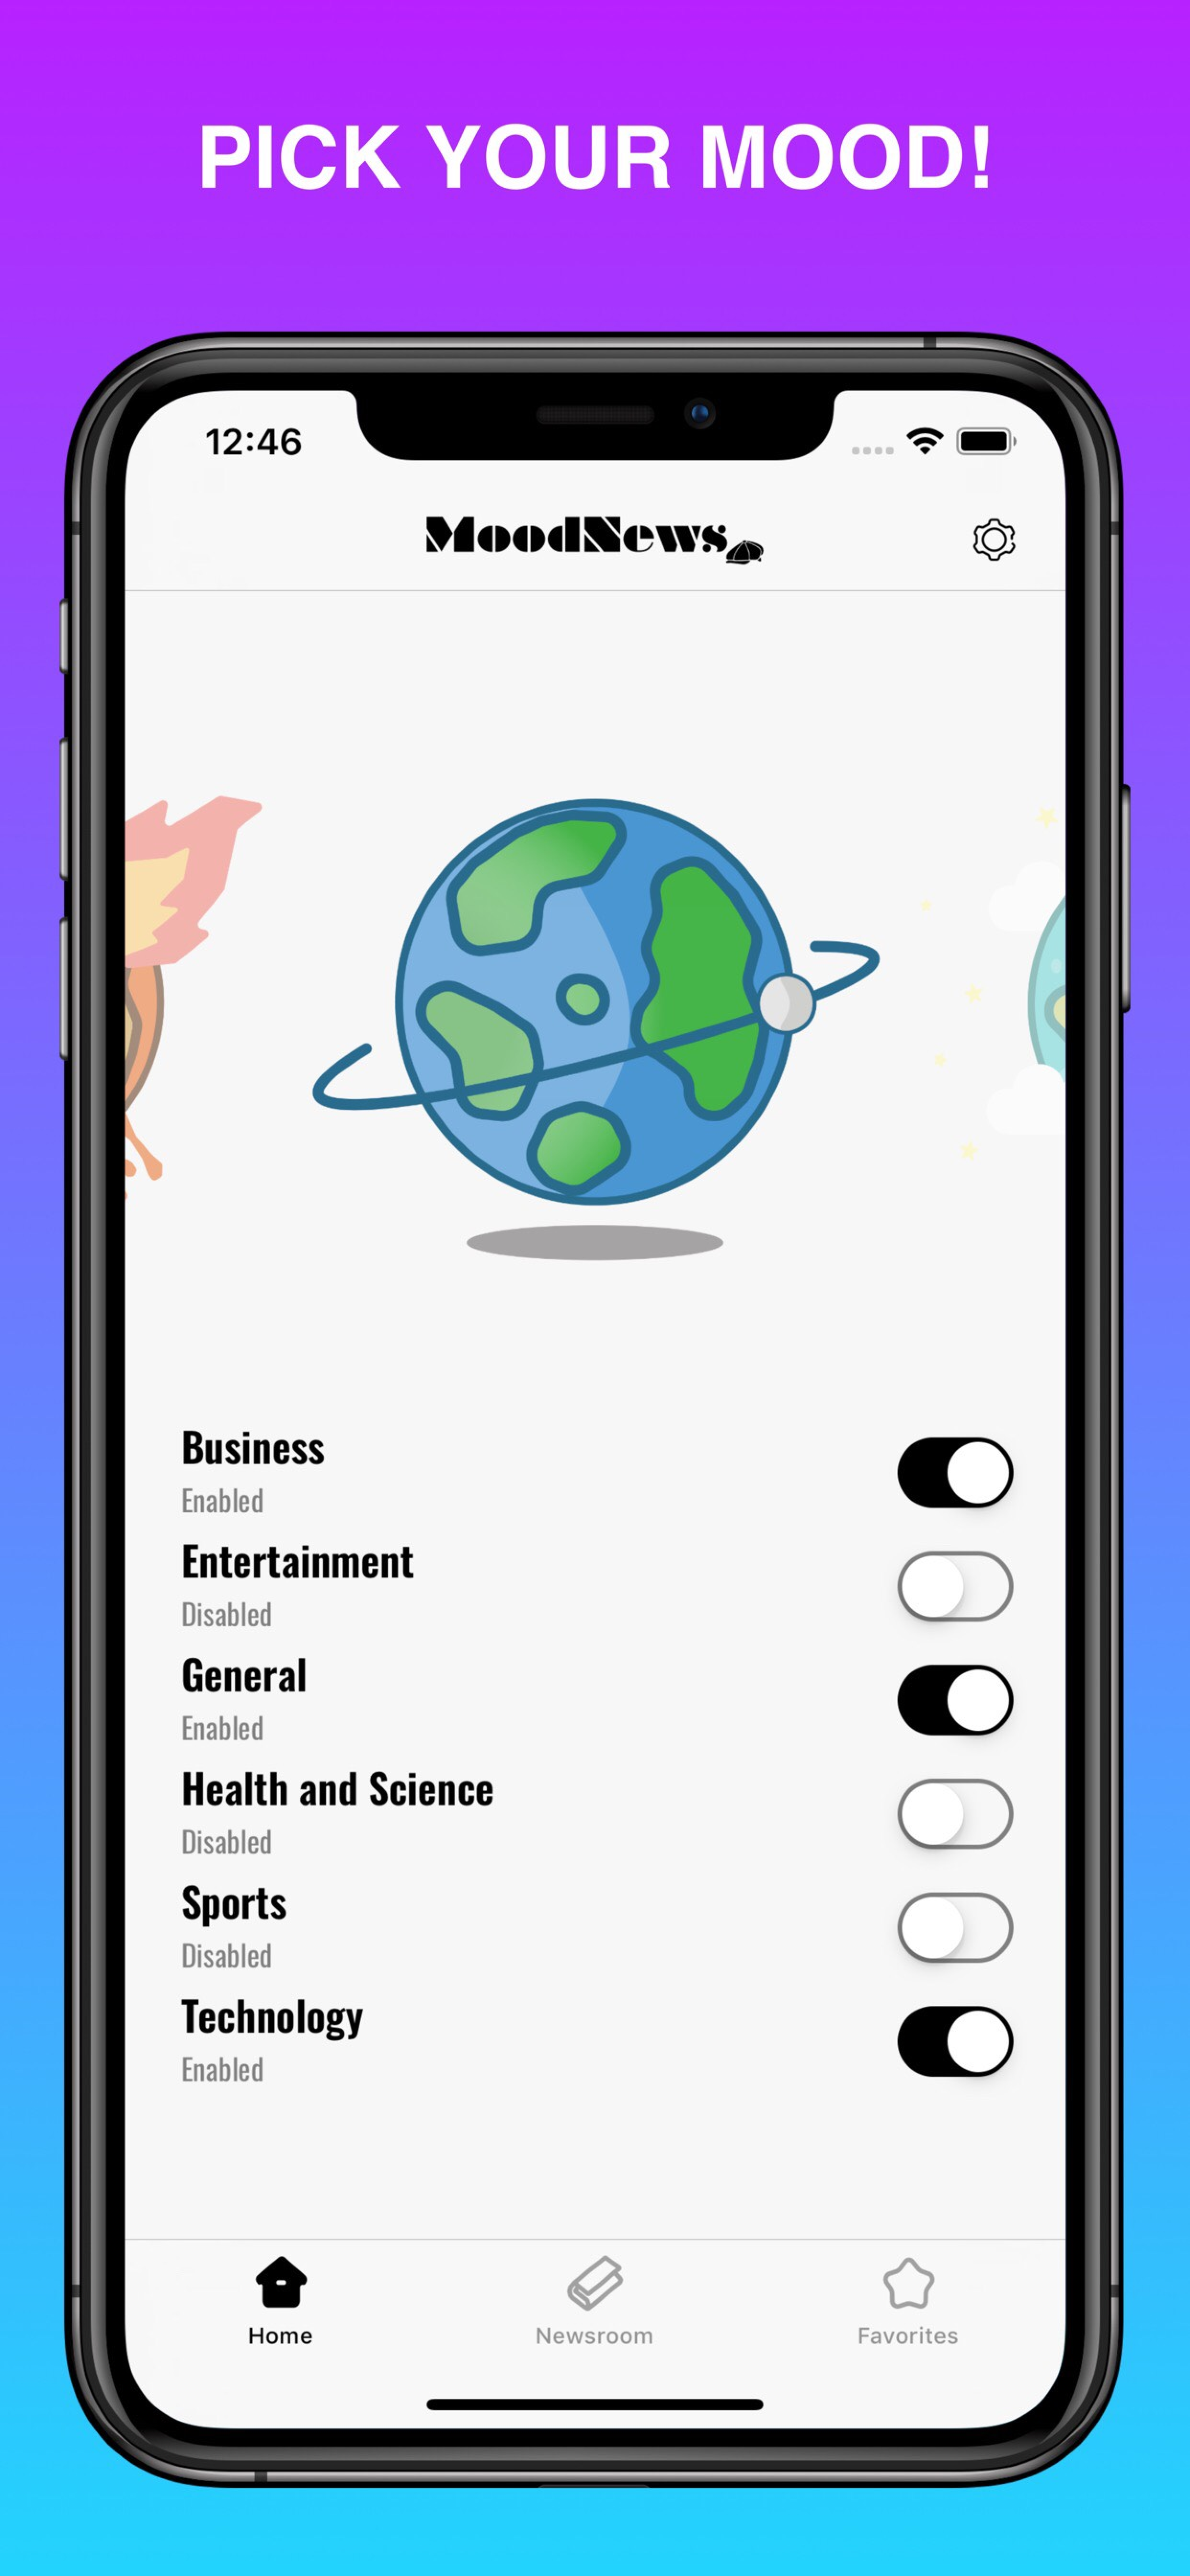 PICK YOUR MOOD!
12:46
MoodNews
Business
Enabled
Entertainment
Disabled
General
Enabled
Health and Science
Disabled
Sports
Disabled
Technology
Enabled
Home
Newsroom
Favorites